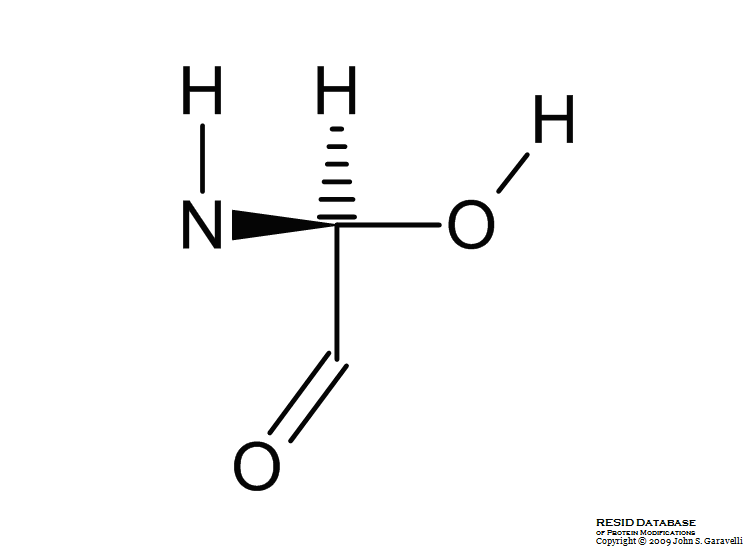 H H
H
N O
O
RESID DATABASE
OF PROTEIN MODIFICATIONS
Copyright © 2009 John S. Garavelli